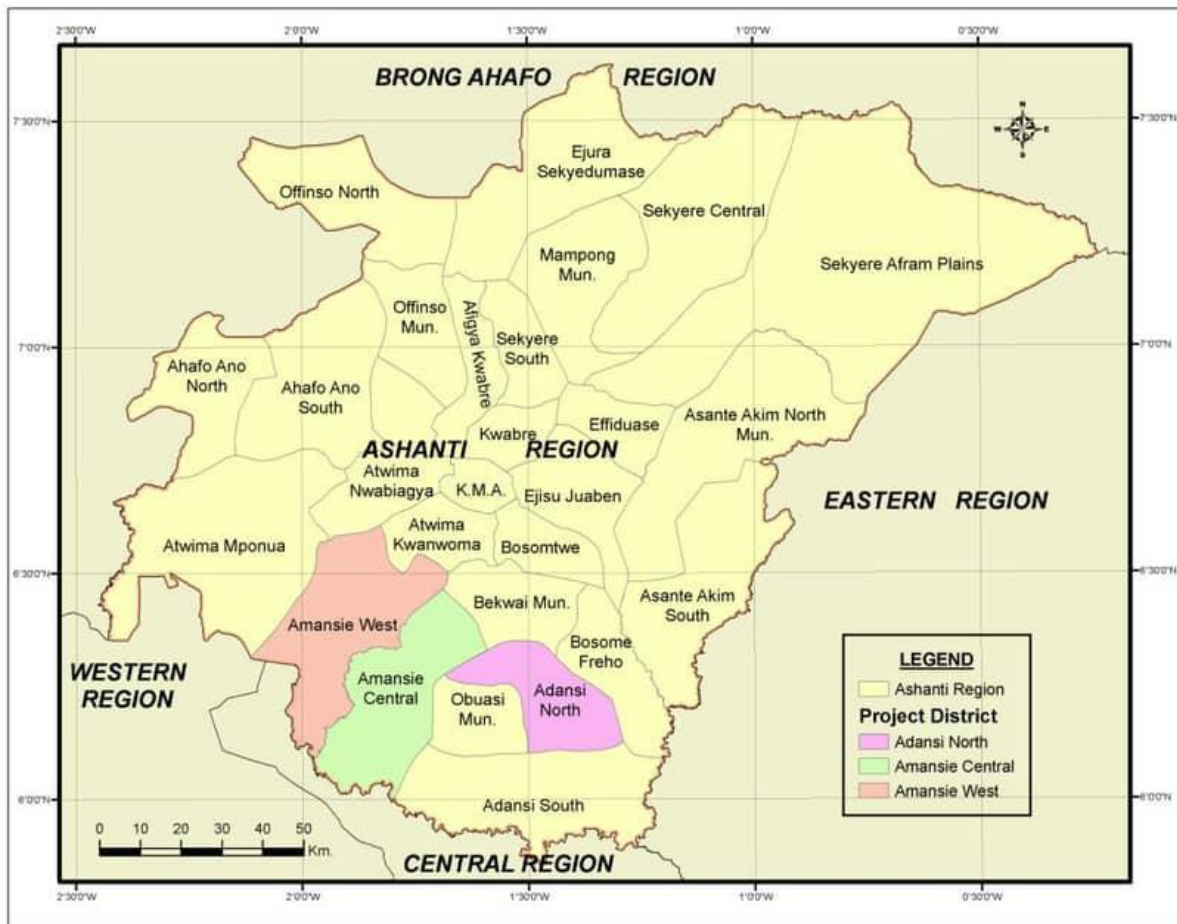 2°30'0"W 2°0'0"W 1°30'0"W 1°0'0"W 0°30'0"W
BRONG AHAFO REGION
N
W E
S
7°30'0"N 7°30'0"N
Ejura
Sekyedumase
Offinso North
Sekyere Central
Mampong
Mun.
Sekyere Afram Plains
Offinso
Mun.
Afigya Kwabre
Sekyere
South
7°0'0"N 7°0'0"N
Ahafo Ano
North
Ahafo Ano
South
Effiduase
Asante Akim North
Mun.
Kwabre
ASHANTI REGION
Atwima
Nwabiagya
K.M.A.
Ejisu Juaben
EASTERN REGION
Atwima
Kwanwoma
Atwima Mponua
Bosomtwe
6°30'0"N 6°30'0"N
Bekwai Mun.
Asante Akim
South
Amansie West
Bosome
Freho
WESTERN
REGION
Amansie
Central
Obuasi
Mun.
Adansi
North
LEGEND
Ashanti Region
Project District
Adansi North
Amansie Central
Amansie West
6°0'0"N 6°0'0"N
Adansi South
0 10 20 30 40 50
Km.
CENTRAL REGION
2°30'0"W 2°0'0"W 1°30'0"W 1°0'0"W 0°30'0"W